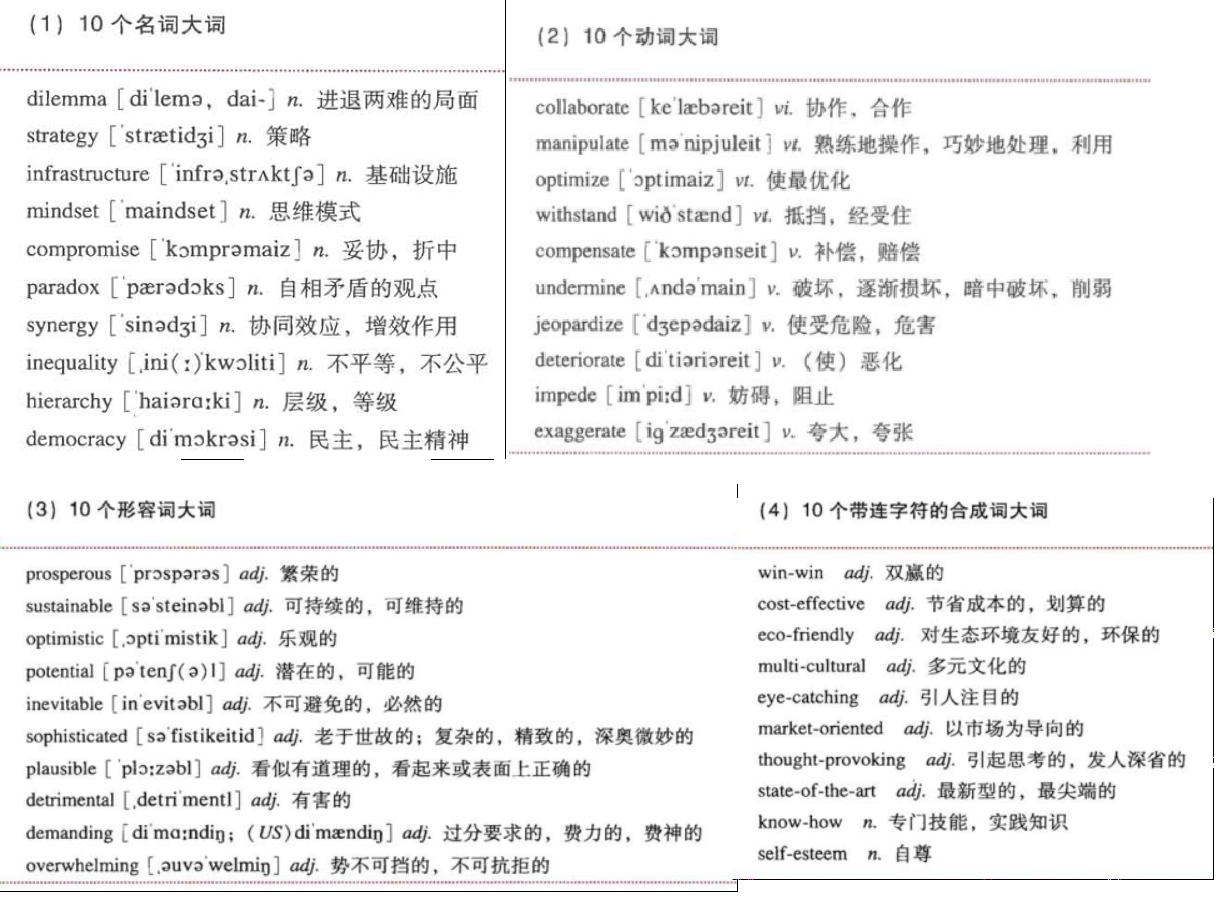 (1) 10 个名词大词
dilemma [diˈlemə, dai-] n. 进退两难的局面
strategy [ˈstrætidʒi] n. 策略
infrastructure [ˈinfrəˌstrʌktʃə] n. 基础设施
mindset [ˈmaindset] n. 思维模式
compromise [ˈkɔmprəmaiz] n. 妥协，折中
paradox [ˈpærədɔks] n. 自相矛盾的观点
synergy [ˈsinədʒi] n. 协同效应，增效作用
inequality [ˌini(ː)ˈkwɔliti] n. 不平等，不公平
hierarchy [ˈhaiərɑːki] n. 层级，等级
democracy [diˈmɔkrəsi] n. 民主，民主精神
(2) 10 个动词大词
collaborate [keˈlæbəreit] vi. 协作，合作
manipulate [məˈnipjuleit] vt. 熟练地操作，巧妙地处理，利用
optimize [ˈɔptimaiz] vt. 使最优化
withstand [wiðˈstænd] vt. 抵挡，经受住
compensate [ˈkɔmpənseit] v. 补偿，赔偿
undermine [ˌʌndəˈmain] v. 破坏，逐渐损坏，暗中破坏，削弱
jeopardize [ˈdʒepədaiz] v. 使受危险，危害
deteriorate [diˈtiəriəreit] v. （使）恶化
impede [imˈpiːd] v. 妨碍，阻止
exaggerate [igˈzædʒəreit] v. 夸大，夸张
(3) 10 个形容词大词
prosperous [ˈprɔspərəs] adj. 繁荣的
sustainable [səˈsteinəbl] adj. 可持续的，可维持的
optimistic [ˌɔptiˈmistik] adj. 乐观的
potential [pəˈtenʃ(ə)l] adj. 潜在的，可能的
inevitable [inˈevitəbl] adj. 不可避免的，必然的
sophisticated [səˈfistikeitid] adj. 老于世故的；复杂的，精致的，深奥微妙的
plausible [ˈplɔːzəbl] adj. 看似有道理的，看起来或表面上正确的
detrimental [ˌdetriˈmentl] adj. 有害的
demanding [diˈmɑːndiŋ; (US)diˈmændiŋ] adj. 过分要求的，费力的，费神的
overwhelming [ˌəuvəˈwelmiŋ] adj. 势不可挡的，不可抗拒的
(4) 10 个带连字符的合成词大词
win-win adj. 双赢的
cost-effective adj. 节省成本的，划算的
eco-friendly adj. 对生态环境友好的，环保的
multi-cultural adj. 多元文化的
eye-catching adj. 引人注目的
market-oriented adj. 以市场为导向的
thought-provoking adj. 引起思考的，发人深省的
state-of-the-art adj. 最新型的，最尖端的
know-how n. 专门技能，实践知识
self-esteem n. 自尊